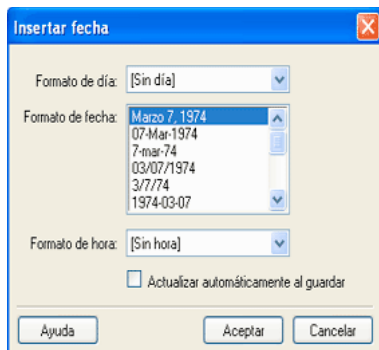 Insertar fecha
Formato de día: [Sin día]
Formato de fecha: Marzo 7, 1974
07-Mar-1974
7-mar-74
03/07/1974
3/7/74
1974-03-07
Formato de hora: [Sin hora]
Actualizar automáticamente al guardar
Ayuda Aceptar Cancelar